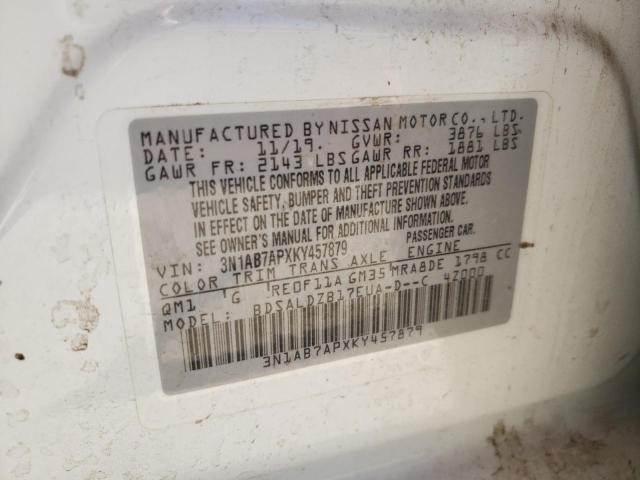 MANUFACTURED BY NISSAN MOTOR CO., LTD.
DATE: 11/19. GVWR: 3876 LBS
GAWR FR: 2143 LBS GAWR RR: 1881 LBS
THIS VEHICLE CONFORMS TO ALL APPLICABLE FEDERAL MOTOR
VEHICLE SAFETY, BUMPER AND THEFT PREVENTION STANDARDS
IN EFFECT ON THE DATE OF MANUFACTURE SHOWN ABOVE.
SEE OWNER'S MANUAL FOR ADDITIONAL INFORMATION
VIN: 3N1AB7APXKY457879 PASSENGER CAR.
COLOR TRIM TRANS AXLE ENGINE
QM1 G RE0F11A GM35 MRA8DE 1798 CC
MODEL: BDSALDZB17EUA-D--C 4Z000
3N1AB7APXKY457879